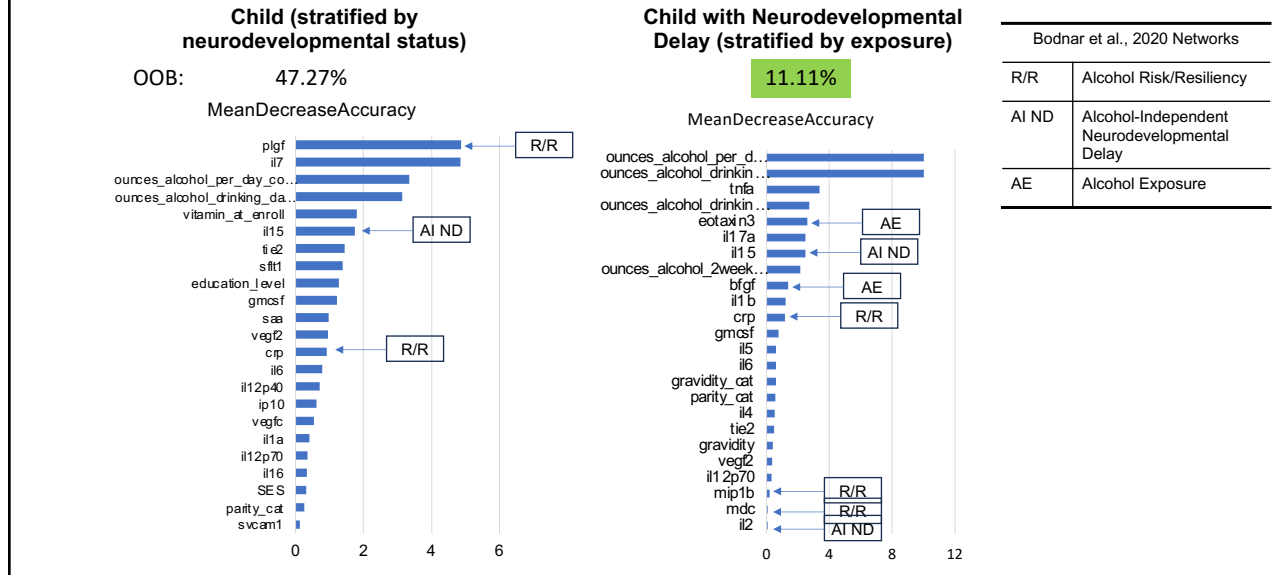 Child (stratified by
neurodevelopmental status)
OOB: 47.27%
MeanDecreaseAccuracy
plgf
il7
ounces_alcohol_per_day_co...
ounces_alcohol_drinking_da...
vitamin_at_enroll
il15
tie2
sflt1
education_level
gmcsf
saa
vegf2
crp
il6
il12p40
ip10
vegfc
il1a
il12p70
il16
SES
parity_cat
svcam1
R/R
AI ND
R/R
0 2 4 6
Child with Neurodevelopmental
Delay (stratified by exposure)
11.11%
MeanDecreaseAccuracy
ounces_alcohol_per_d...
ounces_alcohol_drinkin...
tnfa
ounces_alcohol_drinkin...
eotaxin3
il17a
il15
ounces_alcohol_2week...
bfgf
il1b
crp
gmcsf
il5
il6
gravidity_cat
parity_cat
il4
tie2
gravidity
vegf2
il12p70
mip1b
mdc
il2
AE
AI ND
AE
R/R
R/R
R/R
AI ND
0 4 8 12
Bodnar et al., 2020 Networks
R/R Alcohol Risk/Resiliency
AI ND Alcohol-Independent
Neurodevelopmental
Delay
AE Alcohol Exposure